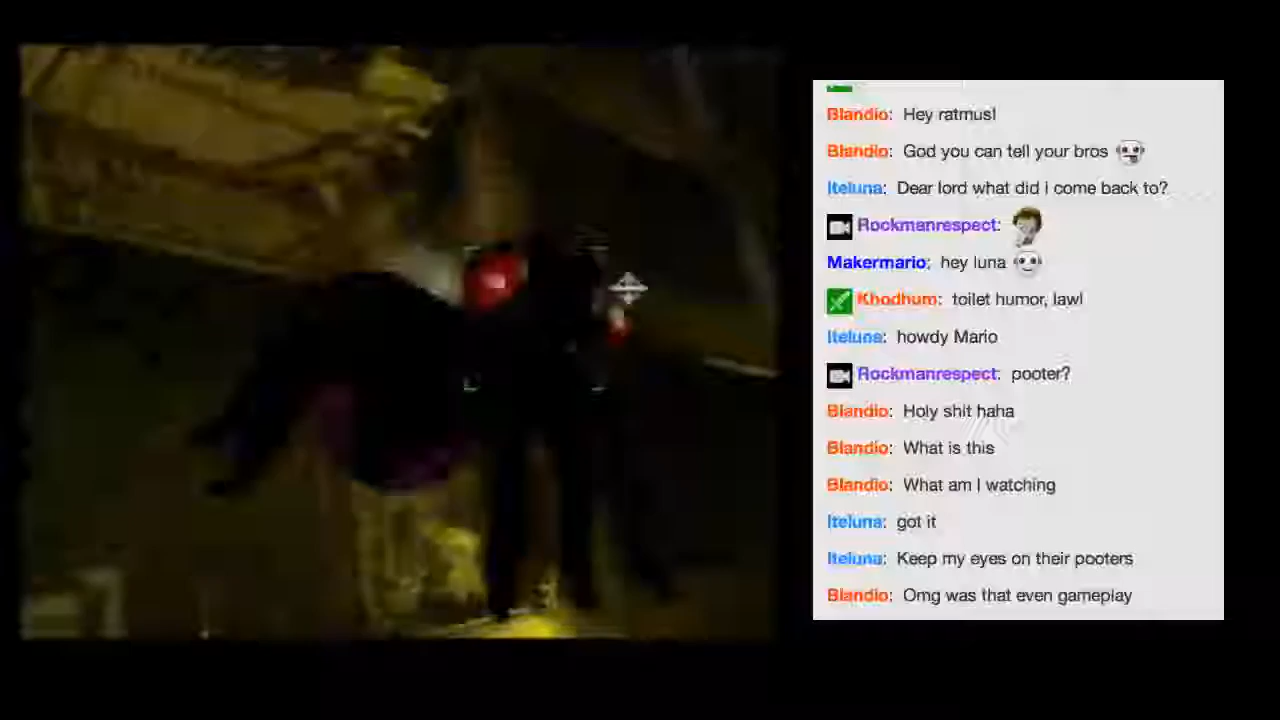 Blandio: Hey ratmus!
Blandio: God you can tell your bros
Iteluna: Dear lord what did i come back to?
Rockmanrespect:
Makermario: hey luna
Khodhum: toilet humor, lawl
Iteluna: howdy Mario
Rockmanrespect: pooter?
Blandio: Holy shit haha
Blandio: What is this
Blandio: What am I watching
Iteluna: got it
Iteluna: Keep my eyes on their pooters
Blandio: Omg was that even gameplay